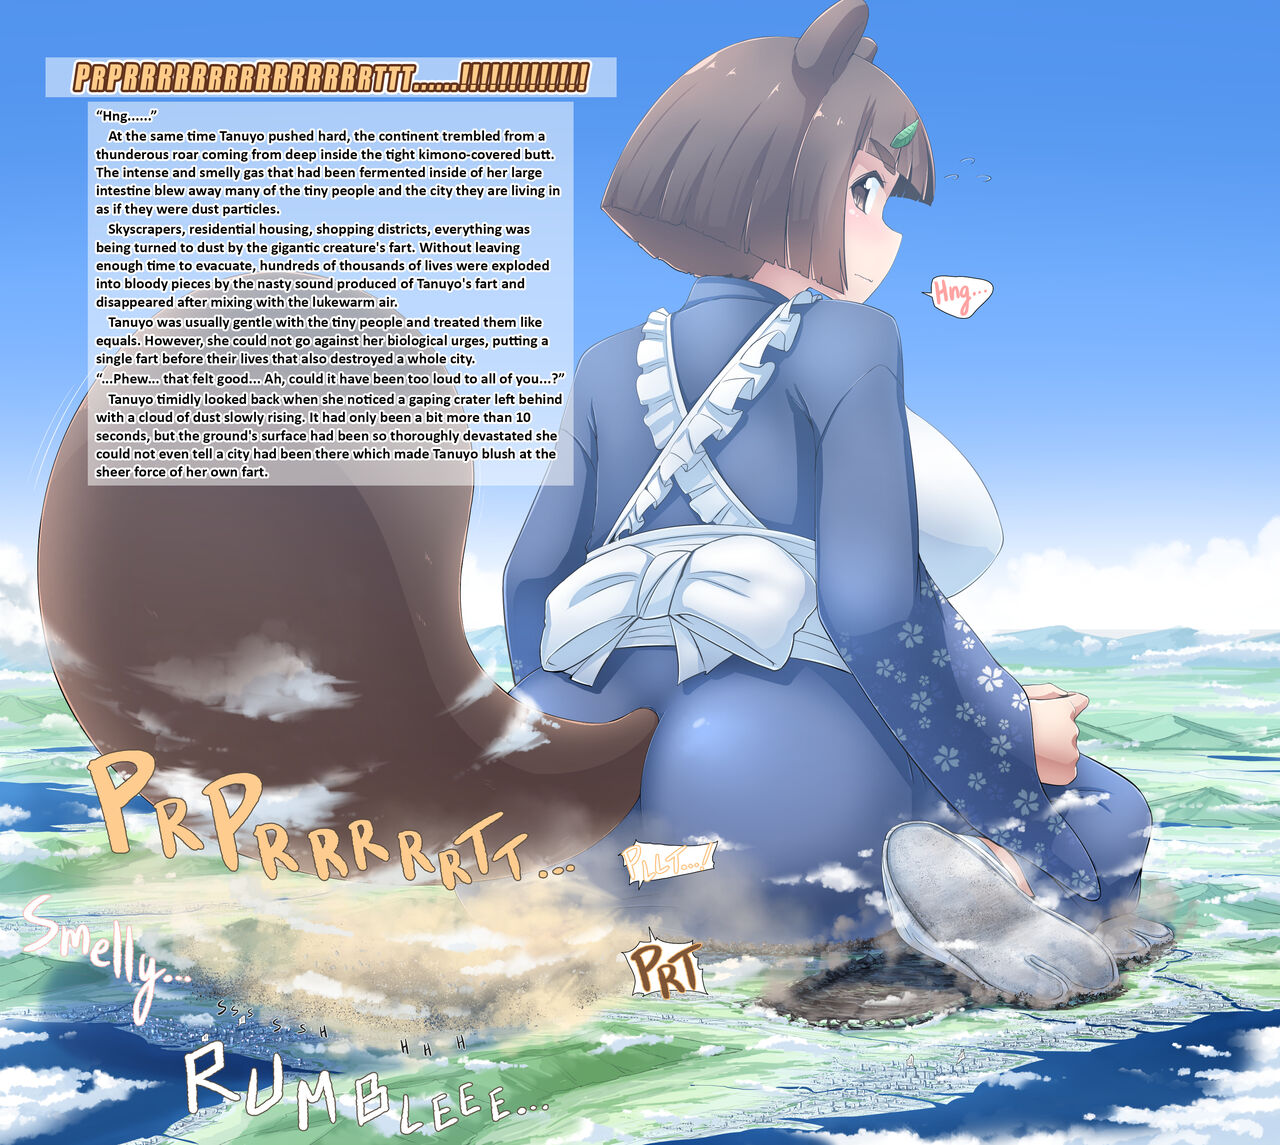 PRPRRRRRRRRRRRRRRRRTTT......!!!!!!!!!!!!!
“Hng......”
At the same time Tanuyo pushed hard, the continent trembled from a
thunderous roar coming from deep inside the tight kimono-covered butt.
The intense and smelly gas that had been fermented inside of her large
intestine blew away many of the tiny people and the city they are living in
as if they were dust particles.
Skyscrapers, residential housing, shopping districts, everything was
being turned to dust by the gigantic creature's fart. Without leaving
enough time to evacuate, hundreds of thousands of lives were exploded
into bloody pieces by the nasty sound produced of Tanuyo's fart and
disappeared after mixing with the lukewarm air.
Tanuyo was usually gentle with the tiny people and treated them like
equals. However, she could not go against her biological urges, putting a
single fart before their lives that also destroyed a whole city.
“...Phew... that felt good... Ah, could it have been too loud to all of you...?”
Tanuyo timidly looked back when she noticed a gaping crater left behind
with a cloud of dust slowly rising. It had only been a bit more than 10
seconds, but the ground's surface had been so thoroughly devastated she
could not even tell a city had been there which made Tanuyo blush at the
sheer force of her own fart.
Hng...
PRPRRRRRRTT...
PLLT...!
Smelly...
PRT
SSS SSH HHH
RUMBLEEE...